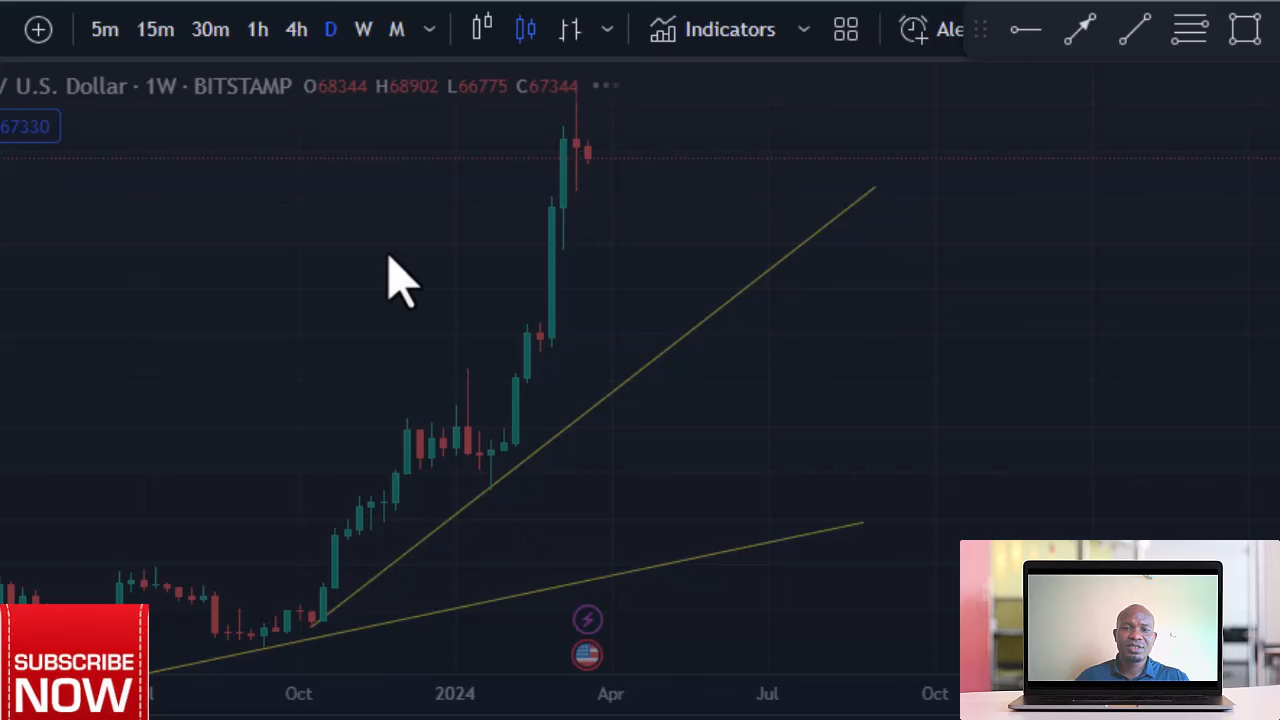 5m 15m 30m 1h 4h D W M Indicators Ale
/ U.S. Dollar · 1W · BITSTAMP O68344 H68902 L66775 C67344
67330
Oct 2024 Apr Jul Oct
SUBSCRIBE
NOW